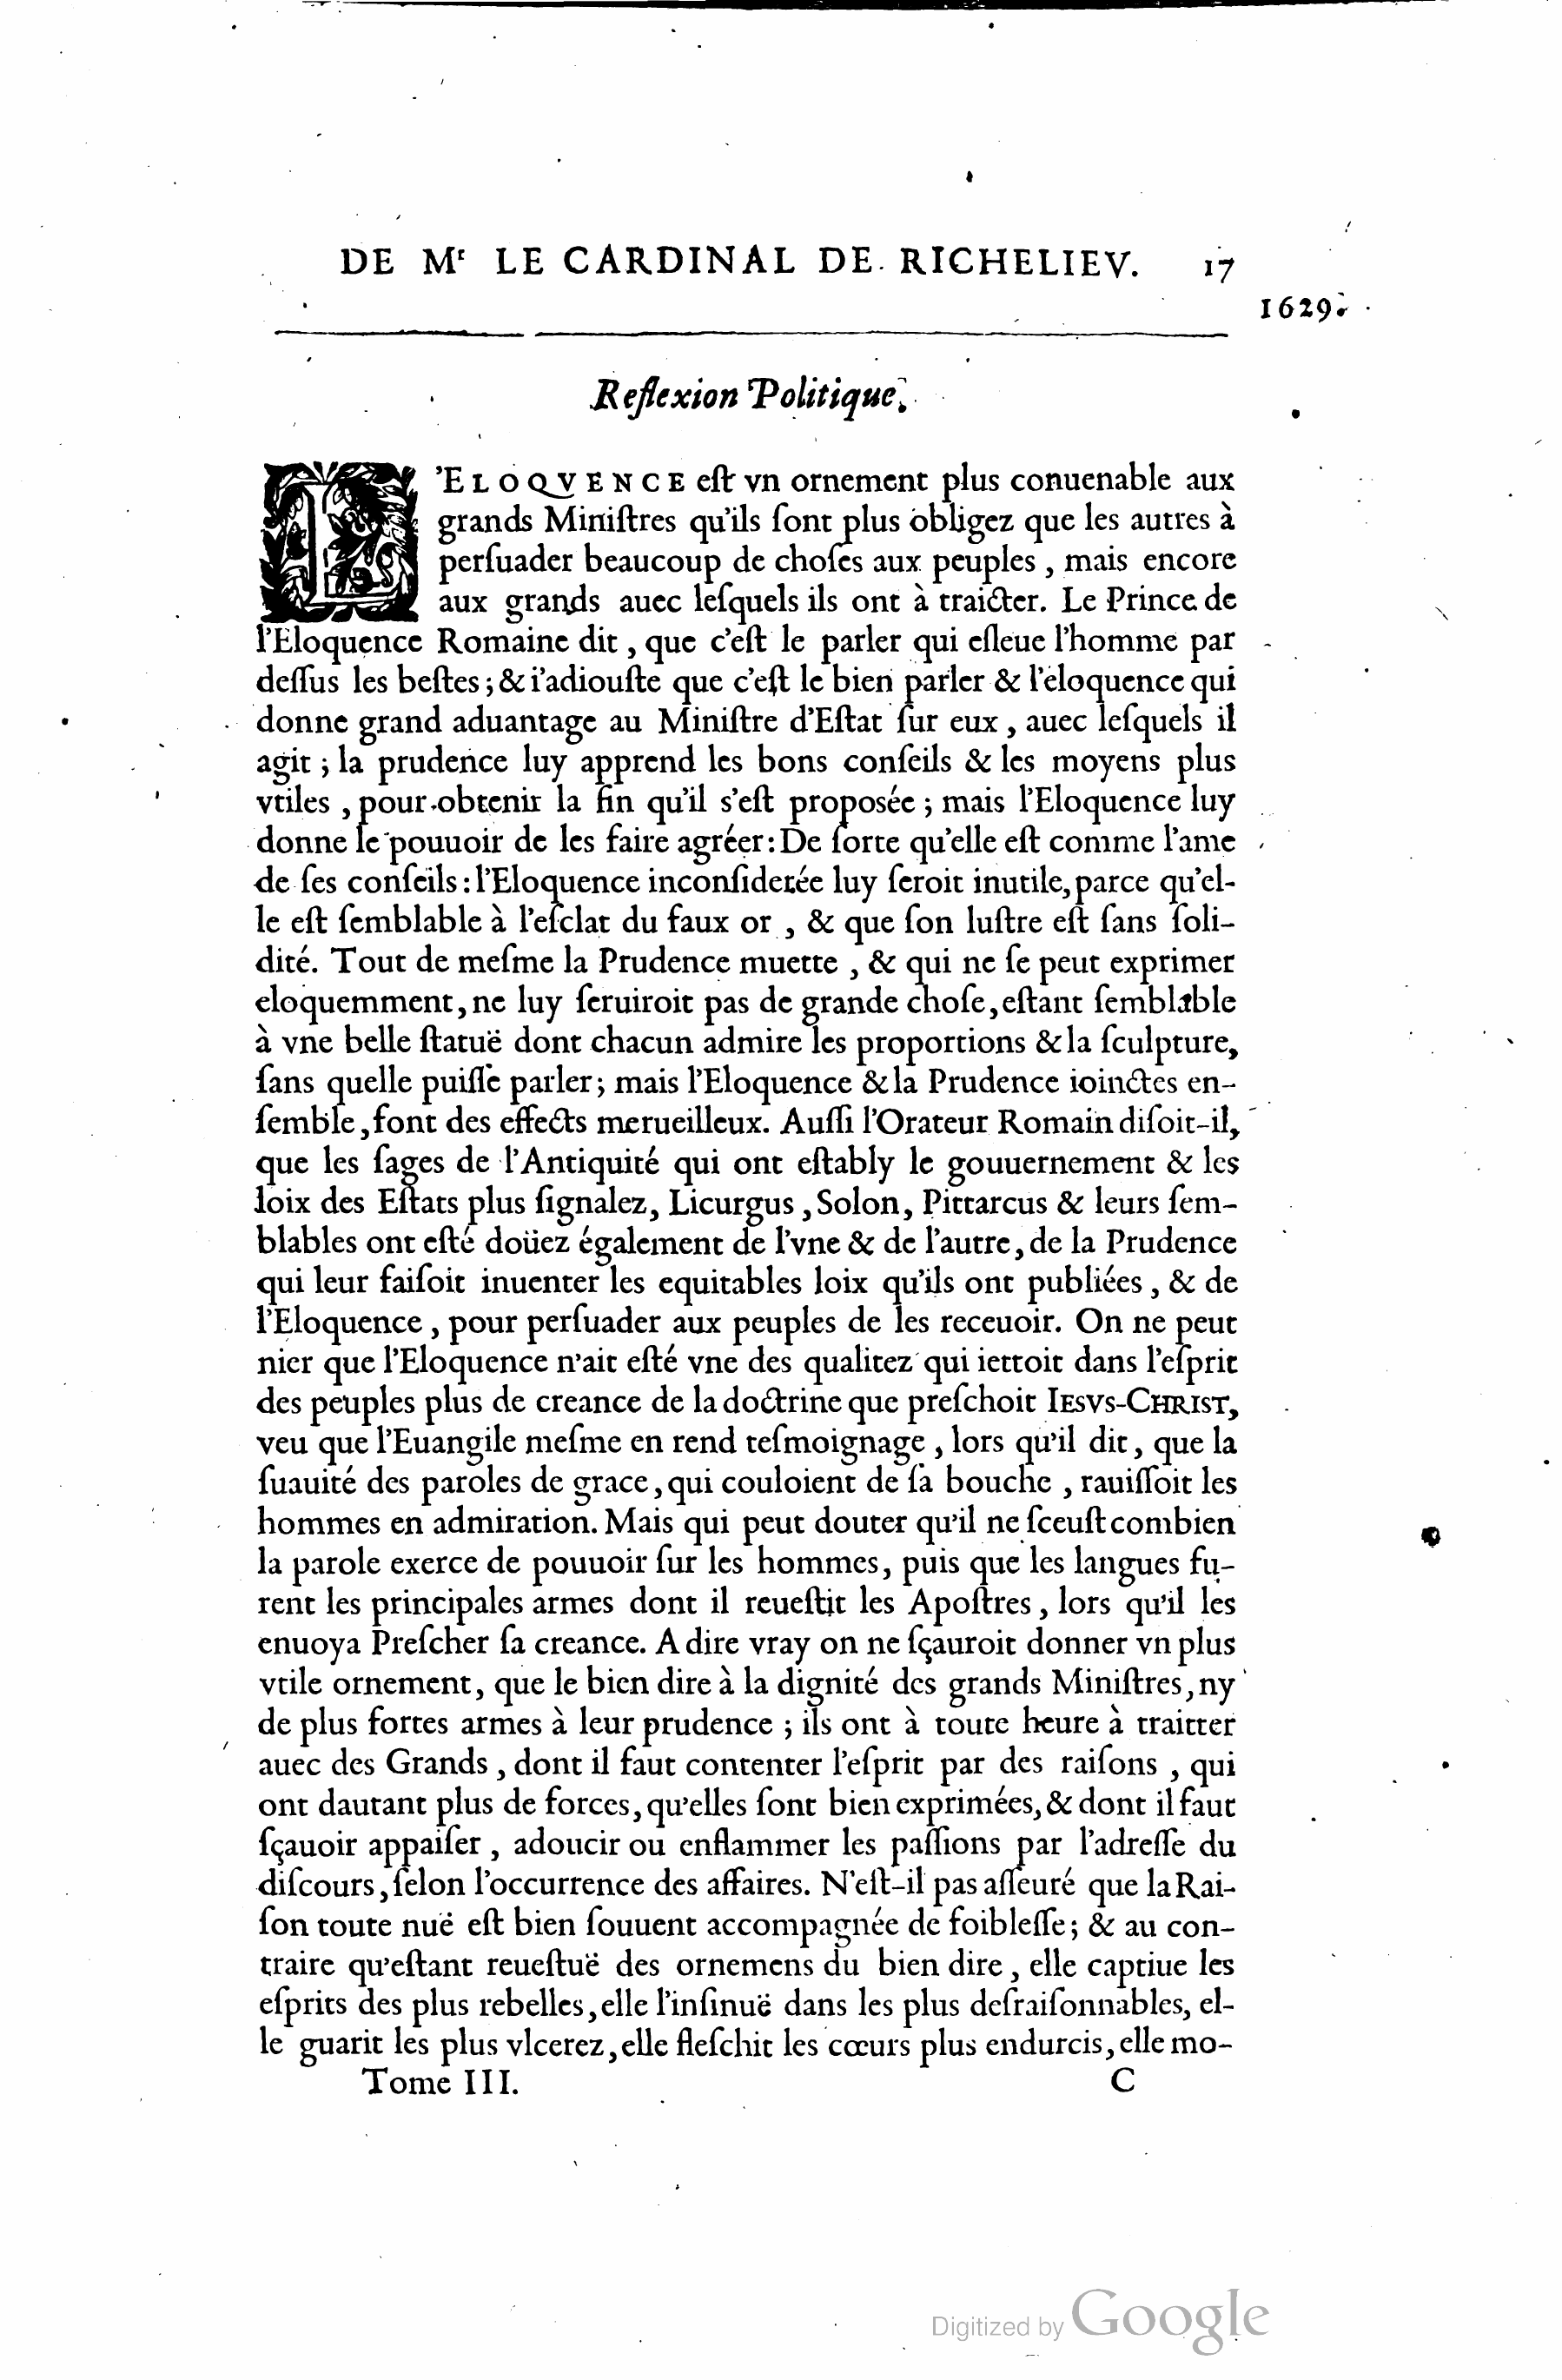 DE Mr LE CARDINAL DE RICHELIEV. 17
1629.
Reflexion Politique.
L'ELOQVENCE eſt vn ornement plus conuenable aux
grands Miniſtres qu'ils ſont plus obligez que les autres à
perſuader beaucoup de choſes aux peuples, mais encore
aux grands auec leſquels ils ont à traicter. Le Prince de
l'Eloquence Romaine dit, que c'eſt le parler qui eſleue l'homme par
deſſus les beſtes; & i'adiouſte que c'eſt le bien parler & l'éloquence qui
donne grand aduantage au Miniſtre d'Eſtat ſur eux, auec leſquels il
agit; la prudence luy apprend les bons conſeils & les moyens plus
vtiles, pour obtenir la fin qu'il s'eſt proposée; mais l'Eloquence luy
donne le pouuoir de les faire agréer: De ſorte qu'elle eſt comme l'ame
de ſes conſeils: l'Eloquence inconſiderée luy ſeroit inutile, parce qu'el-
le eſt ſemblable à l'eſclat du faux or, & que ſon luſtre eſt ſans ſoli-
dité. Tout de meſme la Prudence muette, & qui ne ſe peut exprimer
eloquemment, ne luy ſeruiroit pas de grande choſe, eſtant ſemblable
à vne belle ſtatuë dont chacun admire les proportions & la ſculpture,
ſans quelle puiſſe parler; mais l'Eloquence & la Prudence ioinctes en-
ſemble, font des effects merueilleux. Auſſi l'Orateur Romain diſoit-il,
que les ſages de l'Antiquité qui ont eſtably le gouuernement & les
loix des Eſtats plus ſignalez, Licurgus, Solon, Pittarcus & leurs ſem-
blables ont eſté doüez également de l'vne & de l'autre, de la Prudence
qui leur faiſoit inuenter les equitables loix qu'ils ont publiées, & de
l'Eloquence, pour perſuader aux peuples de les receuoir. On ne peut
nier que l'Eloquence n'ait eſté vne des qualitez qui iettoit dans l'eſprit
des peuples plus de creance de la doctrine que preſchoit IESVS-CHRIST,
veu que l'Euangile meſme en rend teſmoignage, lors qu'il dit, que la
ſuauité des paroles de grace, qui couloient de ſa bouche, rauiſſoit les
hommes en admiration. Mais qui peut douter qu'il ne ſceuſt combien
la parole exerce de pouuoir ſur les hommes, puis que les langues fu-
rent les principales armes dont il reueſtit les Apoſtres, lors qu'il les
enuoya Preſcher ſa creance. A dire vray on ne ſçauroit donner vn plus
vtile ornement, que le bien dire à la dignité des grands Miniſtres, ny
de plus fortes armes à leur prudence; ils ont à toute heure à traitter
auec des Grands, dont il faut contenter l'eſprit par des raiſons, qui
ont dautant plus de forces, qu'elles ſont bien exprimées, & dont il faut
ſçauoir appaiſer, adoucir ou enflammer les paſſions par l'adreſſe du
diſcours, ſelon l'occurrence des affaires. N'eſt-il pas aſſeuré que la Rai-
ſon toute nuë eſt bien ſouuent accompagnée de foibleſſe; & au con-
traire qu'eſtant reueſtuë des ornemens du bien dire, elle captiue les
eſprits des plus rebelles, elle l'inſinuë dans les plus deſraiſonnables, el-
le guarit les plus vlcerez, elle fleſchit les cœurs plus endurcis, elle mo-
Tome III. C
Digitized by Google